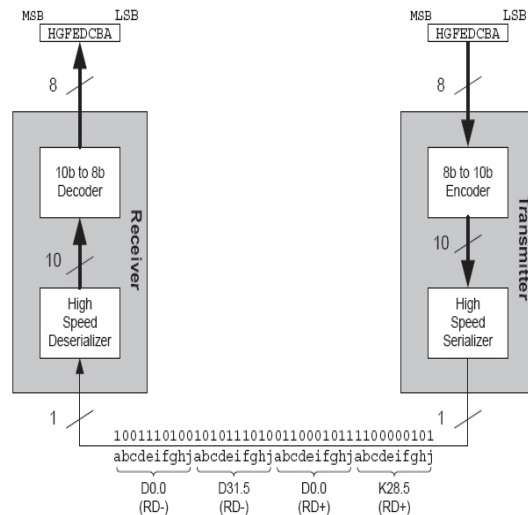 MSB LSB MSB LSB
HGFEDCBA HGFEDCBA
8 8
10b to 8b
Decoder
8b to 10b
Encoder
Receiver
Transmitter
10 10
High
Speed
Deserializer
High
Speed
Serializer
1 1
1001110100101011101001100010111100000101
abcdeifghjabcdeifghjabcdeifghjabcdeifghj
D0.0 D31.5 D0.0 K28.5
(RD-) (RD-) (RD+) (RD+)